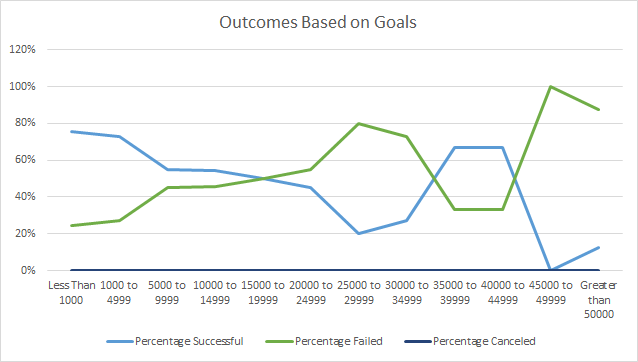 Outcomes Based on Goals
120%
100%
80%
60%
40%
20%
0%
Less Than 1000 to 5000 to 10000 to 15000 to 20000 to 25000 to 30000 to 35000 to 40000 to 45000 to Greater
1000 4999 9999 14999 19999 24999 29999 34999 39999 44999 49999 than
50000
Percentage Successful Percentage Failed Percentage Canceled